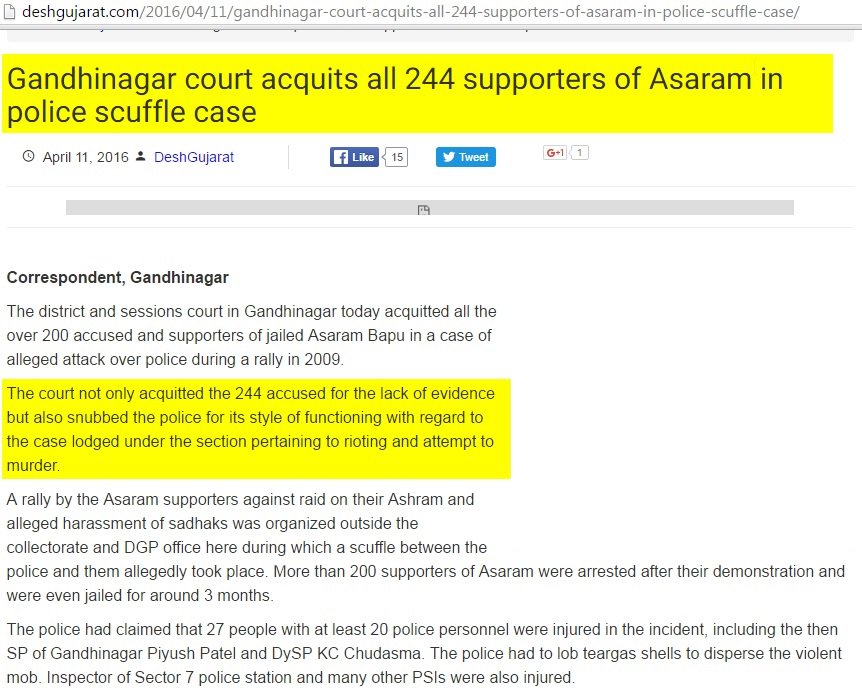 deshgujarat.com/2016/04/11/gandhinagar-court-acquits-all-244-supporters-of-asaram-in-police-scuffle-case/
Gandhinagar court acquits all 244 supporters of Asaram in
police scuffle case
April 11, 2016 DeshGujarat Like 15 Tweet G+1 1
Correspondent, Gandhinagar
The district and sessions court in Gandhinagar today acquitted all the
over 200 accused and supporters of jailed Asaram Bapu in a case of
alleged attack over police during a rally in 2009.
The court not only acquitted the 244 accused for the lack of evidence
but also snubbed the police for its style of functioning with regard to
the case lodged under the section pertaining to rioting and attempt to
murder.
A rally by the Asaram supporters against raid on their Ashram and
alleged harassment of sadhaks was organized outside the
collectorate and DGP office here during which a scuffle between the
police and them allegedly took place. More than 200 supporters of Asaram were arrested after their demonstration and
were even jailed for around 3 months.
The police had claimed that 27 people with at least 20 police personnel were injured in the incident, including the then
SP of Gandhinagar Piyush Patel and DySP KC Chudasma. The police had to lob teargas shells to disperse the violent
mob. Inspector of Sector 7 police station and many other PSIs were also injured.